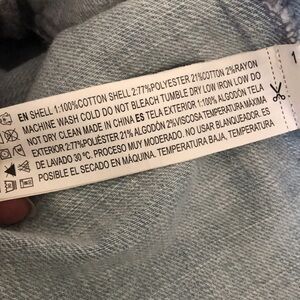 EN SHELL 1:100%COTTON SHELL 2:77%POLYESTER 21%COTTON 2%RAYON
MACHINE WASH COLD DO NOT BLEACH TUMBLE DRY LOW IRON LOW DO
NOT DRY CLEAN MADE IN CHINA ES TELA EXTERIOR 1:100% ALGODÓN TELA
EXTERIOR 2:77%POLIÉSTER 21% ALGODÓN 2%VISCOSA TEMPERATURA MÁXIMA
DE LAVADO 30 ºC. PROCESO MUY MODERADO. NO USAR BLANQUEADOR. ES
POSIBLE EL SECADO EN MÁQUINA. TEMPERATURA BAJA. TEMPERATURA
1